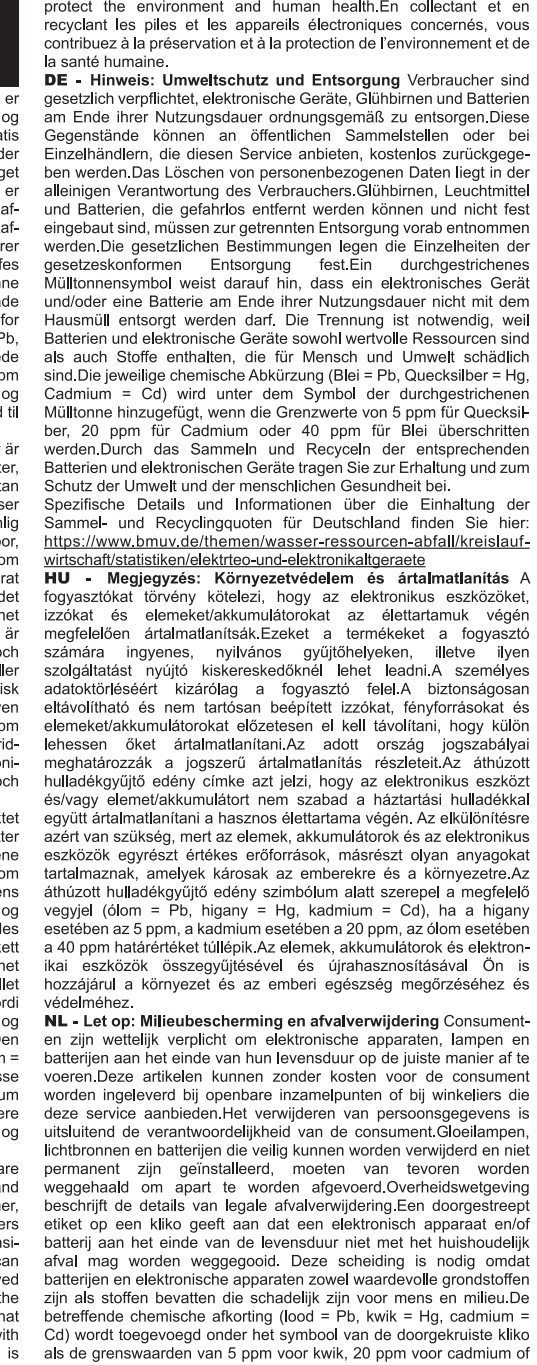 protect the environment and human health.En collectant et en
recyclant les piles et les appareils électroniques concernés, vous
contribuez à la préservation et à la protection de l'environnement et de
la santé humaine.
DE - Hinweis: Umweltschutz und Entsorgung Verbraucher sind
gesetzlich verpflichtet, elektronische Geräte, Glühbirnen und Batterien
am Ende ihrer Nutzungsdauer ordnungsgemäß zu entsorgen.Diese
Gegenstände können an öffentlichen Sammelstellen oder bei
Einzelhändlern, die diesen Service anbieten, kostenlos zurückgege-
ben werden.Das Löschen von personenbezogenen Daten liegt in der
alleinigen Verantwortung des Verbrauchers.Glühbirnen, Leuchtmittel
und Batterien, die gefahrlos entfernt werden können und nicht fest
eingebaut sind, müssen zur getrennten Entsorgung vorab entnommen
werden.Die gesetzlichen Bestimmungen legen die Einzelheiten der
gesetzeskonformen Entsorgung fest.Ein durchgestrichenes
Mülltonnensymbol weist darauf hin, dass ein elektronisches Gerät
und/oder eine Batterie am Ende ihrer Nutzungsdauer nicht mit dem
Hausmüll entsorgt werden darf. Die Trennung ist notwendig, weil
Batterien und elektronische Geräte sowohl wertvolle Ressourcen sind
als auch Stoffe enthalten, die für Mensch und Umwelt schädlich
sind.Die jeweilige chemische Abkürzung (Blei = Pb, Quecksilber = Hg,
Cadmium = Cd) wird unter dem Symbol der durchgestrichenen
Mülltonne hinzugefügt, wenn die Grenzwerte von 5 ppm für Quecksil-
ber, 20 ppm für Cadmium oder 40 ppm für Blei überschritten
werden.Durch das Sammeln und Recyceln der entsprechenden
Batterien und elektronischen Geräte tragen Sie zur Erhaltung und zum
Schutz der Umwelt und der menschlichen Gesundheit bei.
Spezifische Details und Informationen über die Einhaltung der
Sammel- und Recyclingquoten für Deutschland finden Sie hier:
https://www.bmuv.de/themen/wasser-ressourcen-abfall/kreislauf-
wirtschaft/statistiken/elektrteo-und-elektronikaltgeraete
HU - Megjegyzés: Környezetvédelem és ártalmatlanítás A
fogyasztókat törvény kötelezi, hogy az elektronikus eszközöket,
izzókat és elemeket/akkumulátorokat az élettartamuk végén
megfelelően ártalmatlanítsák.Ezeket a termékeket a fogyasztó
számára ingyenes, nyilvános gyűjtőhelyeken, illetve ilyen
szolgáltatást nyújtó kiskereskedőknél lehet leadni.A személyes
adatoktörléséért kizárólag a fogyasztó felel.A biztonságosan
eltávolítható és nem tartósan beépített izzókat, fényforrásokat és
elemeket/akkumulátorokat előzetesen el kell távolítani, hogy külön
lehessen őket ártalmatlanítani.Az adott ország jogszabályai
meghatározzák a jogszerű ártalmatlanítás részleteit.Az áthúzott
hulladékgyűjtő edény címke azt jelzi, hogy az elektronikus eszközt
és/vagy elemet/akkumulátort nem szabad a háztartási hulladékkal
együtt ártalmatlanítani a hasznos élettartama végén. Az elkülönítésre
azért van szükség, mert az elemek, akkumulátorok és az elektronikus
eszközök egyrészt értékes erőforrások, másrészt olyan anyagokat
tartalmaznak, amelyek károsak az emberekre és a környezetre.Az
áthúzott hulladékgyűjtő edény szimbólum alatt szerepel a megfelelő
vegyjel (ólom = Pb, higany = Hg, kadmium = Cd), ha a higany
esetében az 5 ppm, a kadmium esetében a 20 ppm, az ólom esetében
a 40 ppm határértéket túllépik.Az elemek, akkumulátorok és elektron-
ikai eszközök összegyűjtésével és újrahasznosításával Ön is
hozzájárul a környezet és az emberi egészség megőrzéséhez és
védelméhez.
NL - Let op: Milieubescherming en afvalverwijdering Consument-
en zijn wettelijk verplicht om elektronische apparaten, lampen en
batterijen aan het einde van hun levensduur op de juiste manier af te
voeren.Deze artikelen kunnen zonder kosten voor de consument
worden ingeleverd bij openbare inzamelpunten of bij winkeliers die
deze service aanbieden.Het verwijderen van persoonsgegevens is
uitsluitend de verantwoordelijkheid van de consument.Gloeilampen,
lichtbronnen en batterijen die veilig kunnen worden verwijderd en niet
permanent zijn geïnstalleerd, moeten van tevoren worden
weggehaald om apart te worden afgevoerd.Overheidswetgeving
beschrijft de details van legale afvalverwijdering.Een doorgestreept
etiket op een kliko geeft aan dat een elektronisch apparaat en/of
batterij aan het einde van de levensduur niet met het huishoudelijk
afval mag worden weggegooid. Deze scheiding is nodig omdat
batterijen en elektronische apparaten zowel waardevolle grondstoffen
zijn als stoffen bevatten die schadelijk zijn voor mens en milieu.De
betreffende chemische afkorting (lood = Pb, kwik = Hg, cadmium =
Cd) wordt toegevoegd onder het symbool van de doorgekruiste kliko
als de grenswaarden van 5 ppm voor kwik, 20 ppm voor cadmium of